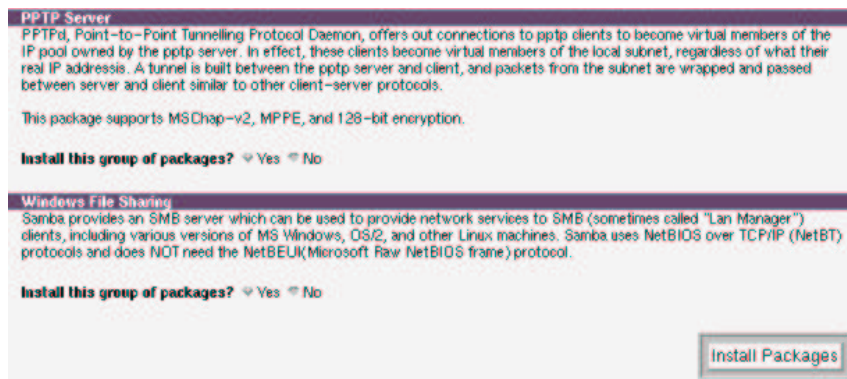 PPTP Server
PPTPd, Point-to-Point Tunnelling Protocol Daemon, offers out connections to pptp clients to become virtual members of the
IP pool owned by the pptp server. In effect, these clients become virtual members of the local subnet, regardless of what their
real IP addressis. A tunnel is built between the pptp server and client, and packets from the subnet are wrapped and passed
between server and client similar to other client-server protocols.
This package supports MSChap-v2, MPPE, and 128-bit encryption.
Install this group of packages? Yes No
Windows File Sharing
Samba provides an SMB server which can be used to provide network services to SMB (sometimes called "Lan Manager")
clients, including various versions of MS Windows, OS/2, and other Linux machines. Samba uses NetBIOS over TCP/IP (NetBT)
protocols and does NOT need the NetBEUI(Microsoft Raw NetBIOS frame) protocol.
Install this group of packages? Yes No
Install Packages